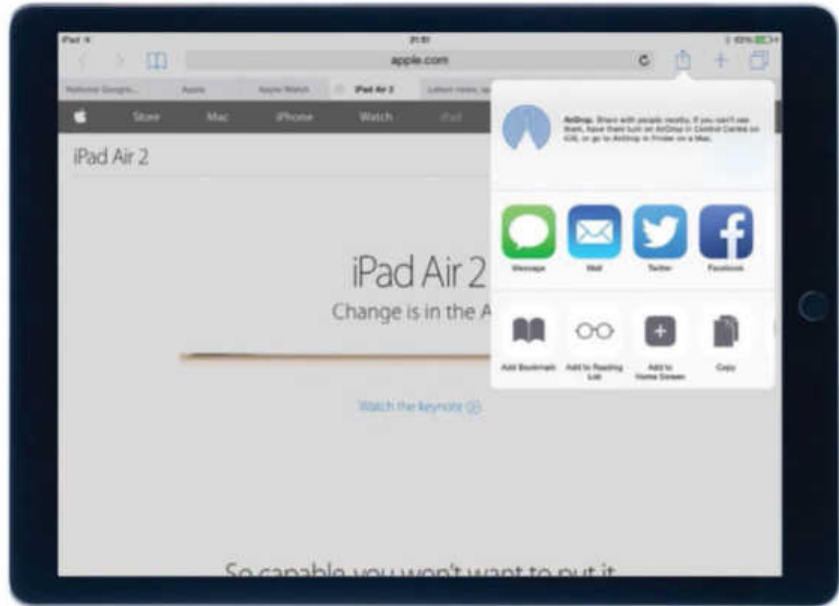 iPad
21:51
apple.com
Apple
Apple Watch
iPad Air 2
Store
Mac
iPhone
Watch
iPad
iPad Air 2
AirDrop. Share with people nearby. If you can't see
them, have them turn on AirDrop in Control Centre on
iOS, or go to AirDrop in Finder on a Mac.
Message
Mail
Twitter
Facebook
iPad Air 2
Change is in the A
Add Bookmark
Add to Reading
List
Add to
Home Screen
Copy
Watch the keynote
So capable you won't want to put it